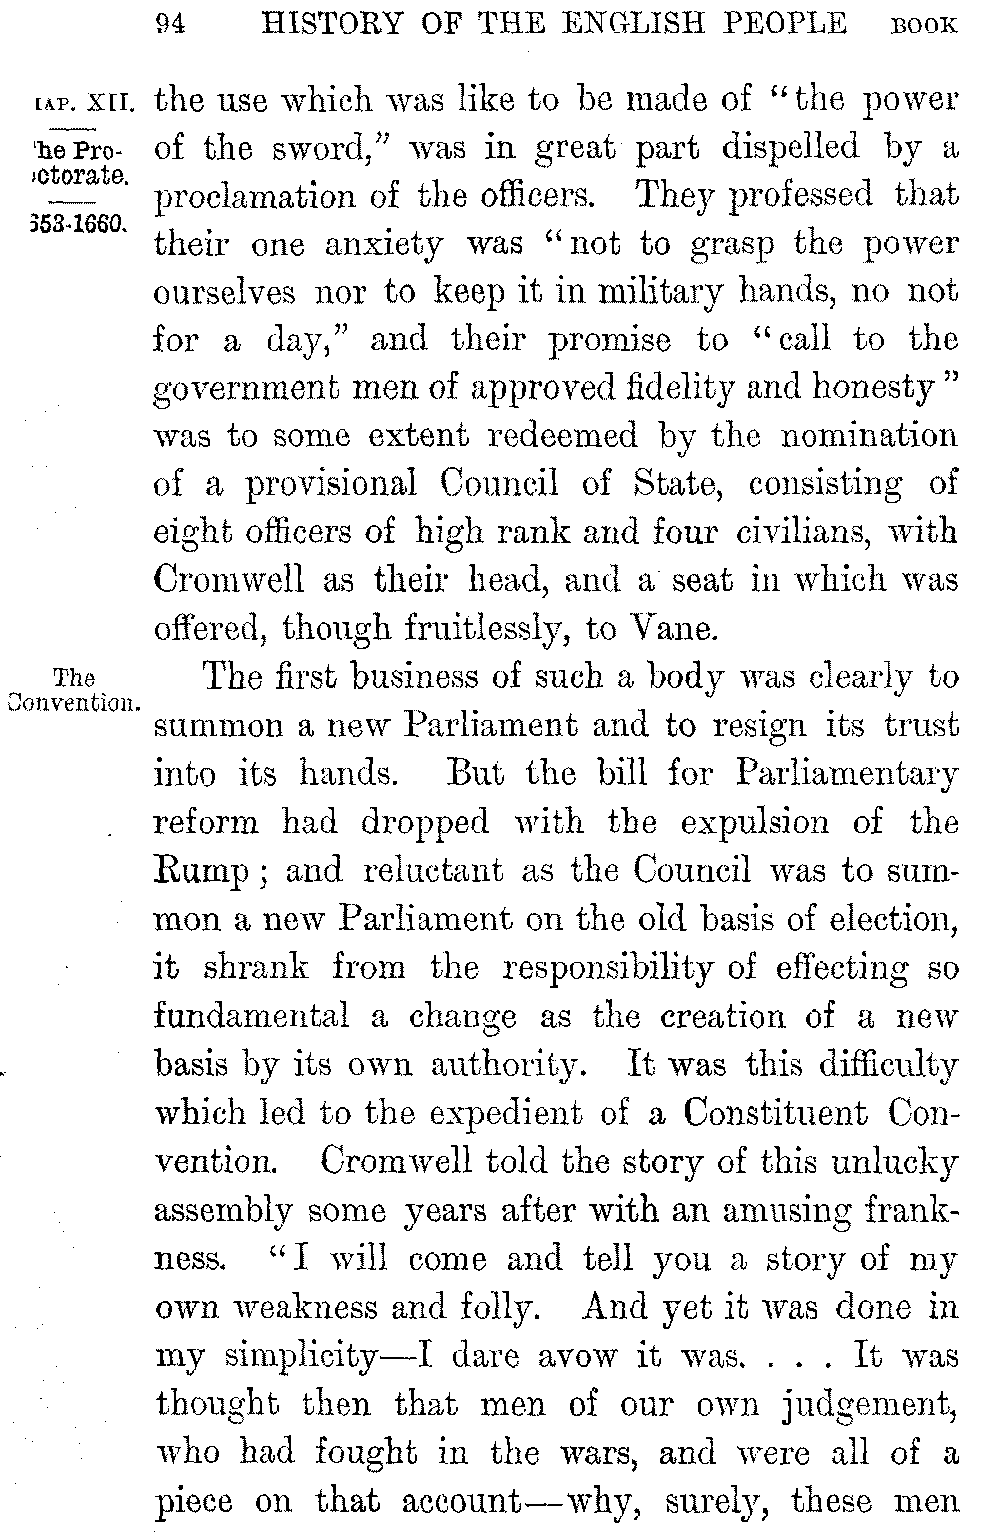 94 HISTORY OF THE ENGLISH PEOPLE BOOK
AP. XII.
he Pro-
ctorate.
653-1660.
the use which was like to be made of “the power
of the sword,” was in great part dispelled by a
proclamation of the officers. They professed that
their one anxiety was “not to grasp the power
ourselves nor to keep it in military hands, no not
for a day,” and their promise to “call to the
government men of approved fidelity and honesty”
was to some extent redeemed by the nomination
of a provisional Council of State, consisting of
eight officers of high rank and four civilians, with
Cromwell as their head, and a seat in which was
offered, though fruitlessly, to Vane.
The
Convention.
The first business of such a body was clearly to
summon a new Parliament and to resign its trust
into its hands. But the bill for Parliamentary
reform had dropped with the expulsion of the
Rump; and reluctant as the Council was to sum-
mon a new Parliament on the old basis of election,
it shrank from the responsibility of effecting so
fundamental a change as the creation of a new
basis by its own authority. It was this difficulty
which led to the expedient of a Constituent Con-
vention. Cromwell told the story of this unlucky
assembly some years after with an amusing frank-
ness. “I will come and tell you a story of my
own weakness and folly. And yet it was done in
my simplicity—I dare avow it was. . . . It was
thought then that men of our own judgement,
who had fought in the wars, and were all of a
piece on that account—why, surely, these men